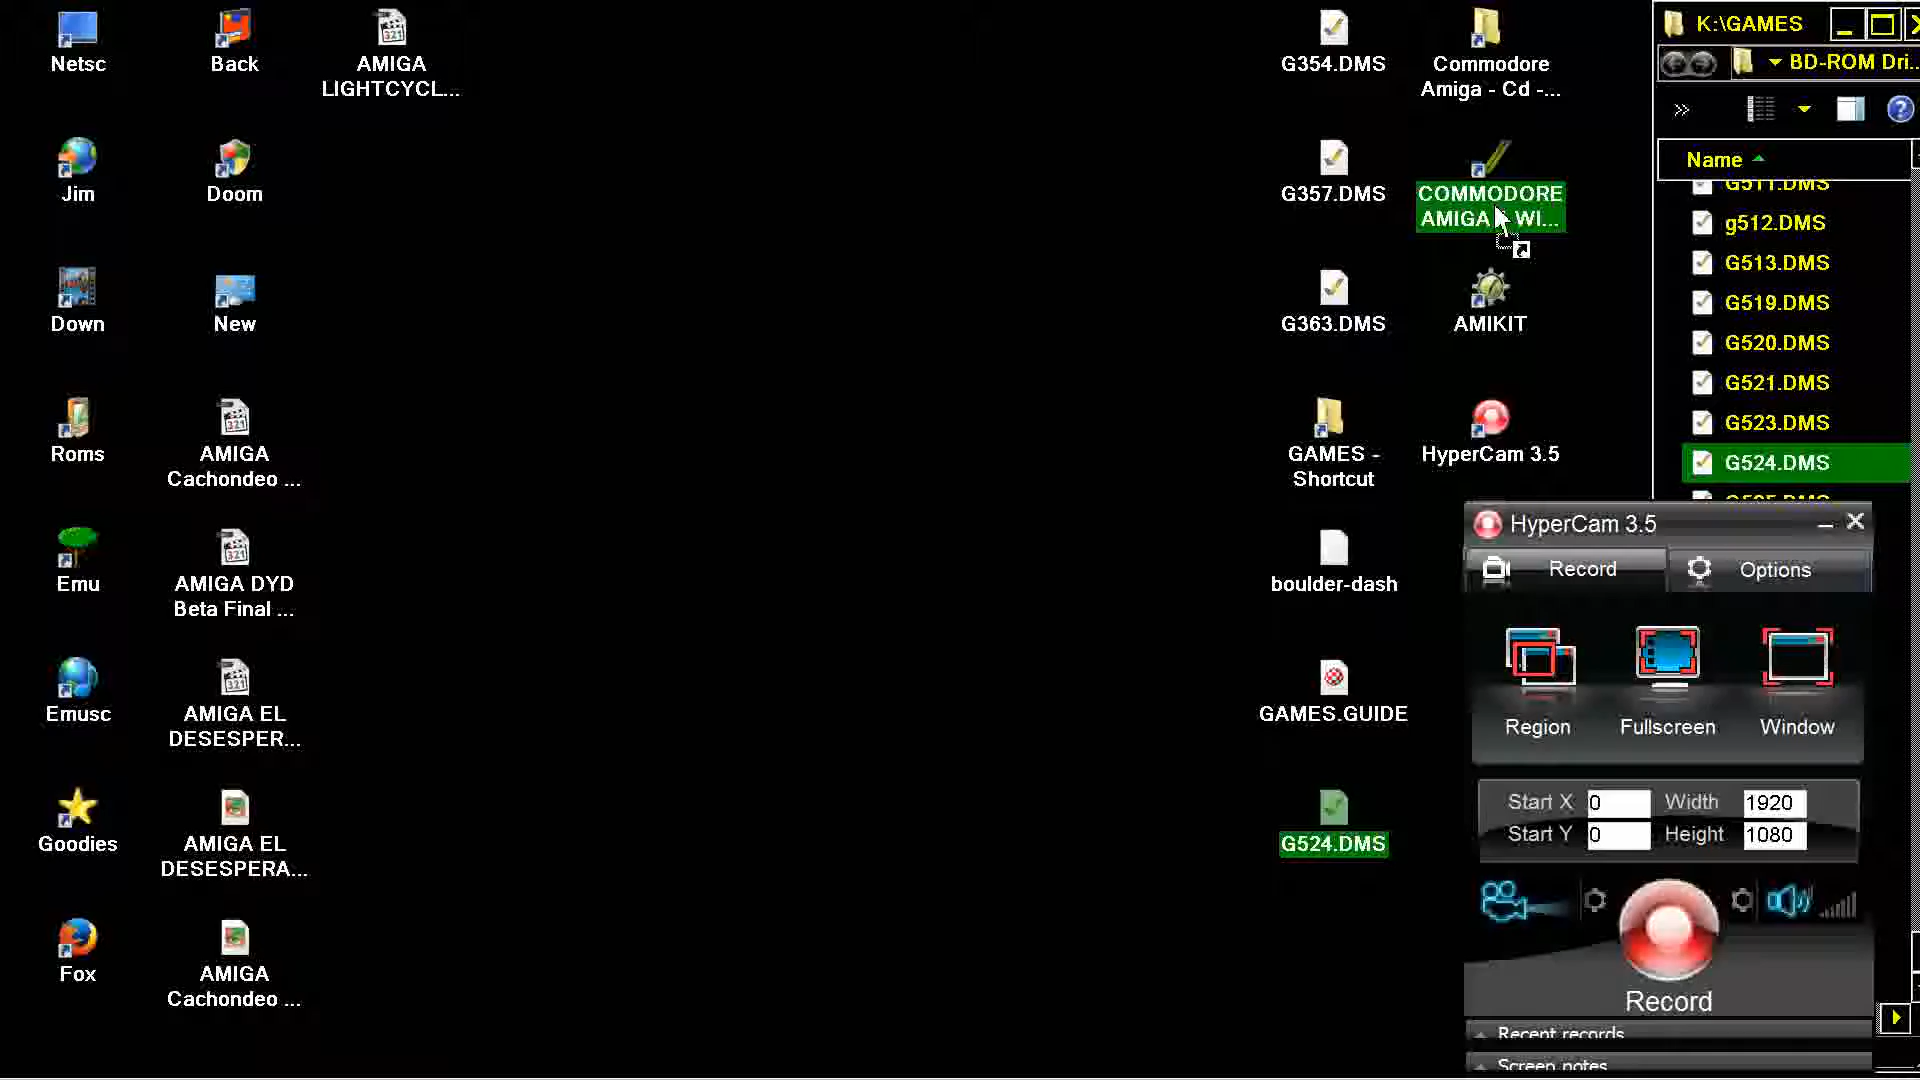 Netsc
Back
AMIGA
LIGHTCYCL...
Jim
Doom
Down
New
Roms
AMIGA
Cachondeo ...
Emu
AMIGA DYD
Beta Final ...
Emusc
AMIGA EL
DESESPER...
Goodies
AMIGA EL
DESESPERA...
Fox
AMIGA
Cachondeo ...
G354.DMS
Commodore
Amiga - Cd -...
G357.DMS
COMMODORE
AMIGA WI...
G363.DMS
AMIKIT
GAMES -
Shortcut
HyperCam 3.5
boulder-dash
GAMES.GUIDE
G524.DMS
K:\GAMES
BD-ROM Dri...
Name
G511.DMS
g512.DMS
G513.DMS
G519.DMS
G520.DMS
G521.DMS
G523.DMS
G524.DMS
HyperCam 3.5
Record
Options
Region
Fullscreen
Window
Start X 0 Width 1920
Start Y 0 Height 1080
Record
Recent records
Screen notes